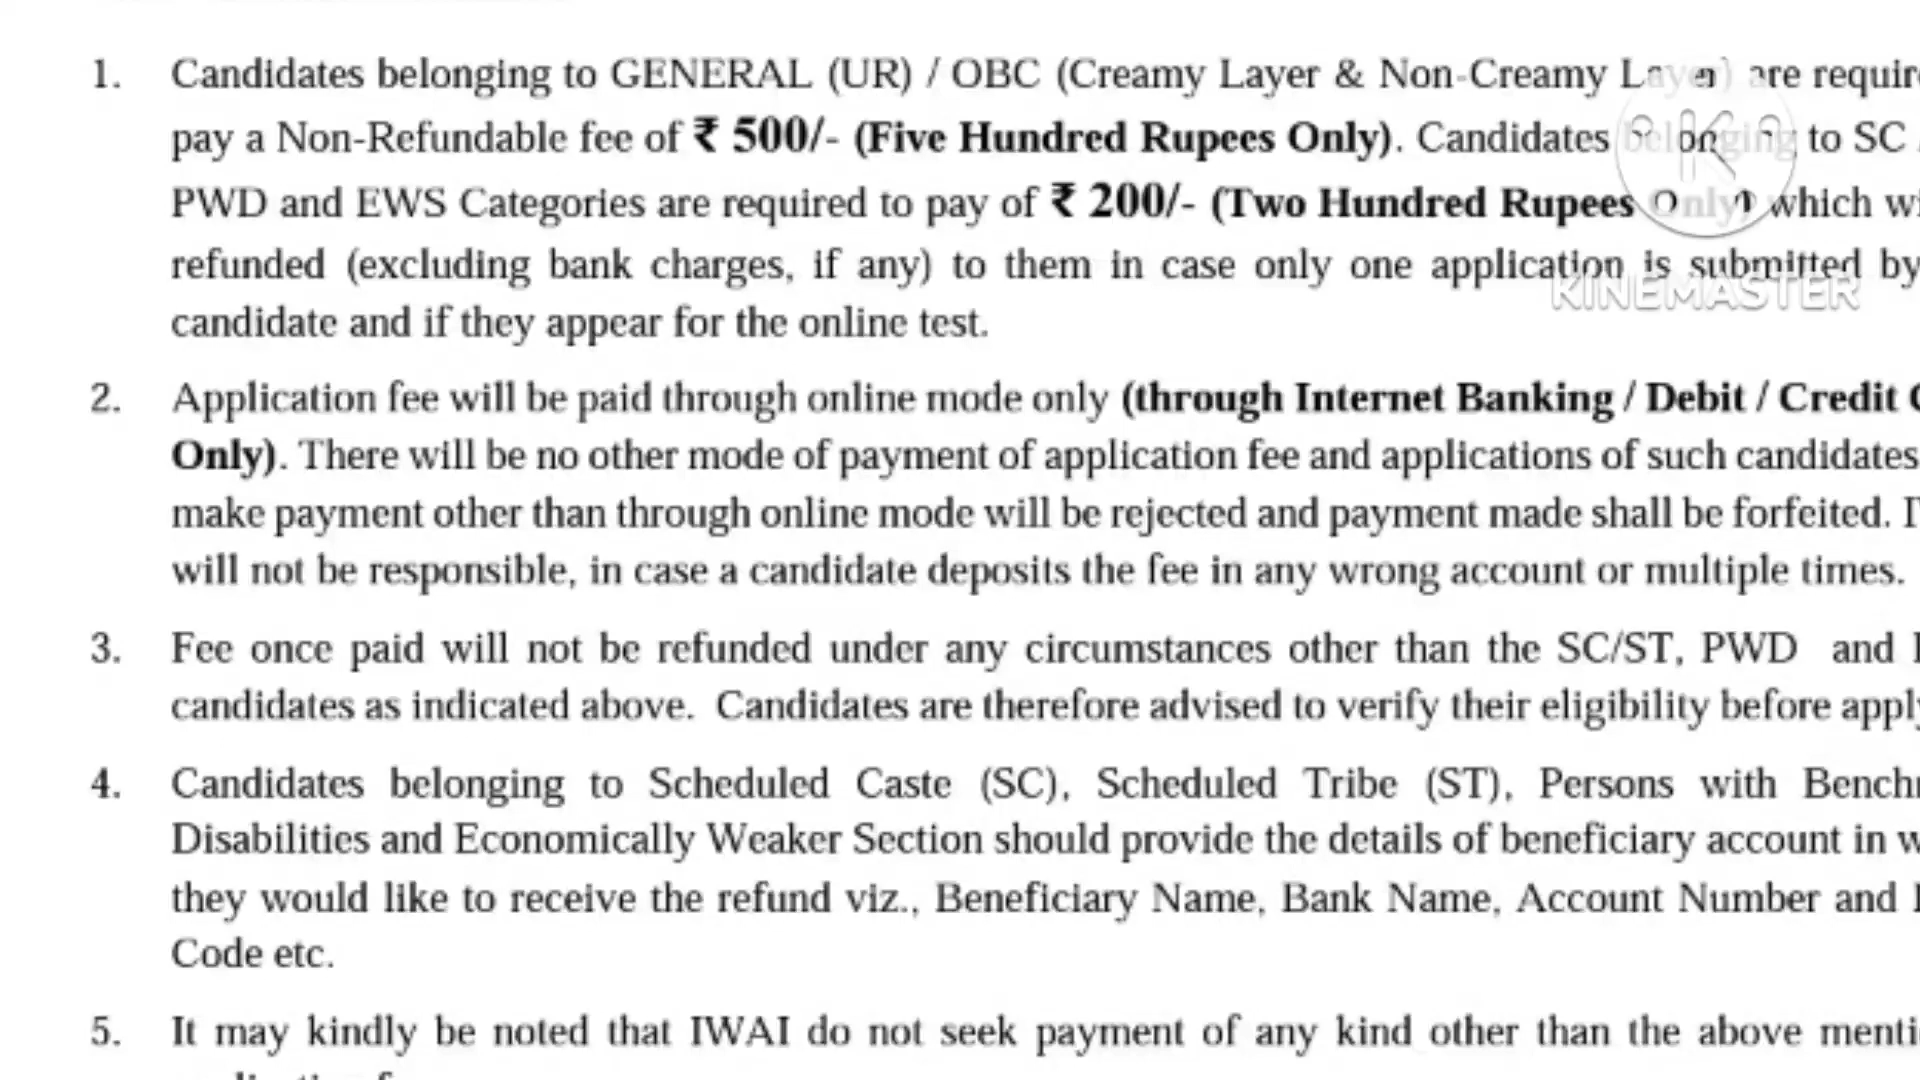 1. Candidates belonging to GENERAL (UR) / OBC (Creamy Layer & Non-Creamy Layer) are requir
pay a Non-Refundable fee of ₹ 500/- (Five Hundred Rupees Only). Candidates belonging to SC
PWD and EWS Categories are required to pay of ₹ 200/- (Two Hundred Rupees Only) which wi
refunded (excluding bank charges, if any) to them in case only one application is submitted by
KINEMASTER
candidate and if they appear for the online test.
2. Application fee will be paid through online mode only (through Internet Banking / Debit / Credit
Only). There will be no other mode of payment of application fee and applications of such candidates
make payment other than through online mode will be rejected and payment made shall be forfeited.
will not be responsible, in case a candidate deposits the fee in any wrong account or multiple times.
3. Fee once paid will not be refunded under any circumstances other than the SC/ST, PWD and
candidates as indicated above. Candidates are therefore advised to verify their eligibility before apply
4. Candidates belonging to Scheduled Caste (SC), Scheduled Tribe (ST), Persons with Benchm
Disabilities and Economically Weaker Section should provide the details of beneficiary account in w
they would like to receive the refund viz., Beneficiary Name, Bank Name, Account Number and
Code etc.
5. It may kindly be noted that IWAI do not seek payment of any kind other than the above menti